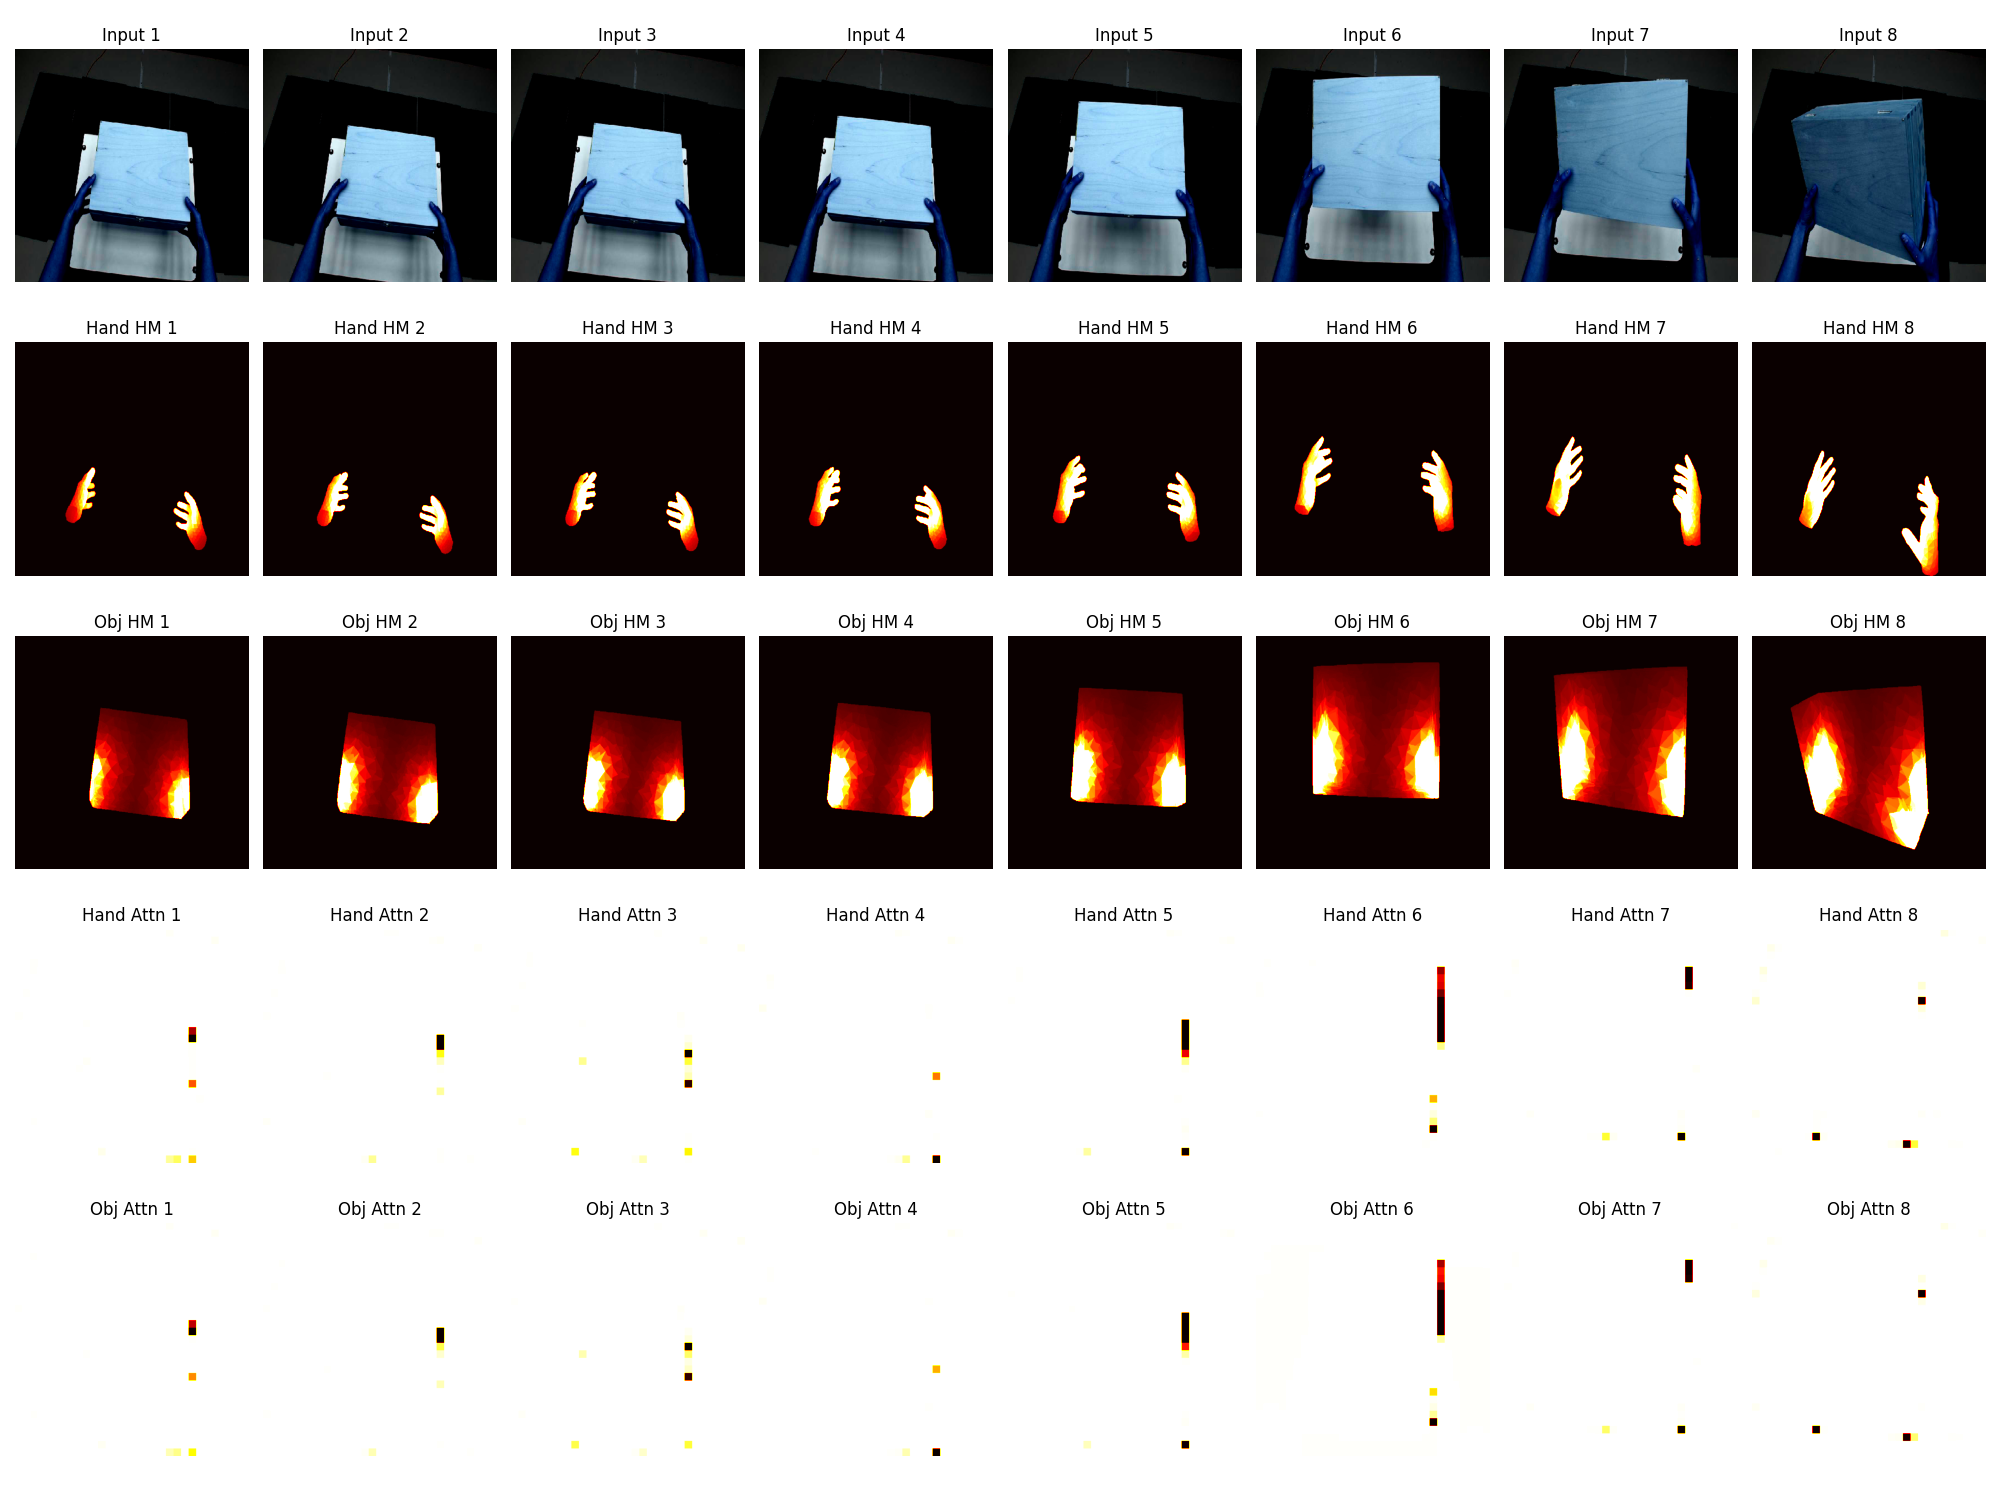 Input 1 Input 2 Input 3 Input 4 Input 5 Input 6 Input 7 Input 8
Hand HM 1 Hand HM 2 Hand HM 3 Hand HM 4 Hand HM 5 Hand HM 6 Hand HM 7 Hand HM 8
Obj HM 1 Obj HM 2 Obj HM 3 Obj HM 4 Obj HM 5 Obj HM 6 Obj HM 7 Obj HM 8
Hand Attn 1 Hand Attn 2 Hand Attn 3 Hand Attn 4 Hand Attn 5 Hand Attn 6 Hand Attn 7 Hand Attn 8
Obj Attn 1 Obj Attn 2 Obj Attn 3 Obj Attn 4 Obj Attn 5 Obj Attn 6 Obj Attn 7 Obj Attn 8